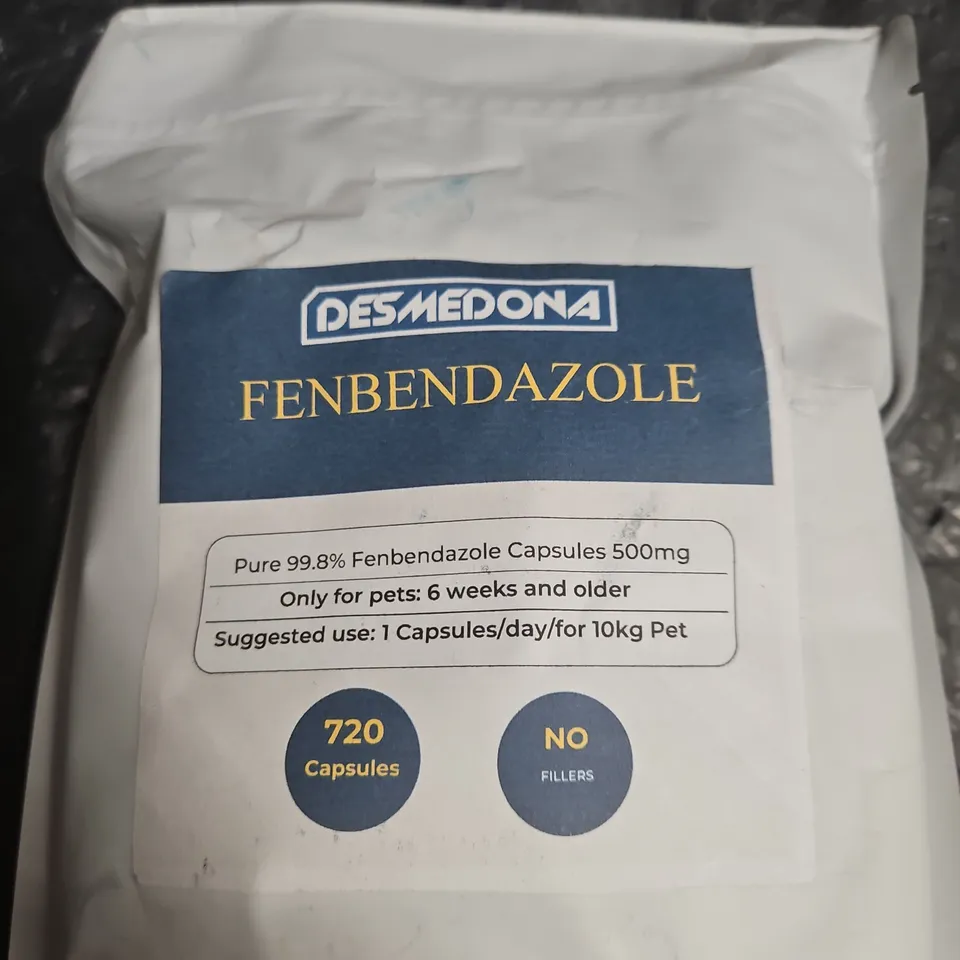 DESMEDONA
FENBENDAZOLE
Pure 99.8% Fenbendazole Capsules 500mg
Only for pets: 6 weeks and older
Suggested use: 1 Capsules/day/for 10kg Pet
720
Capsules
NO
FILLERS